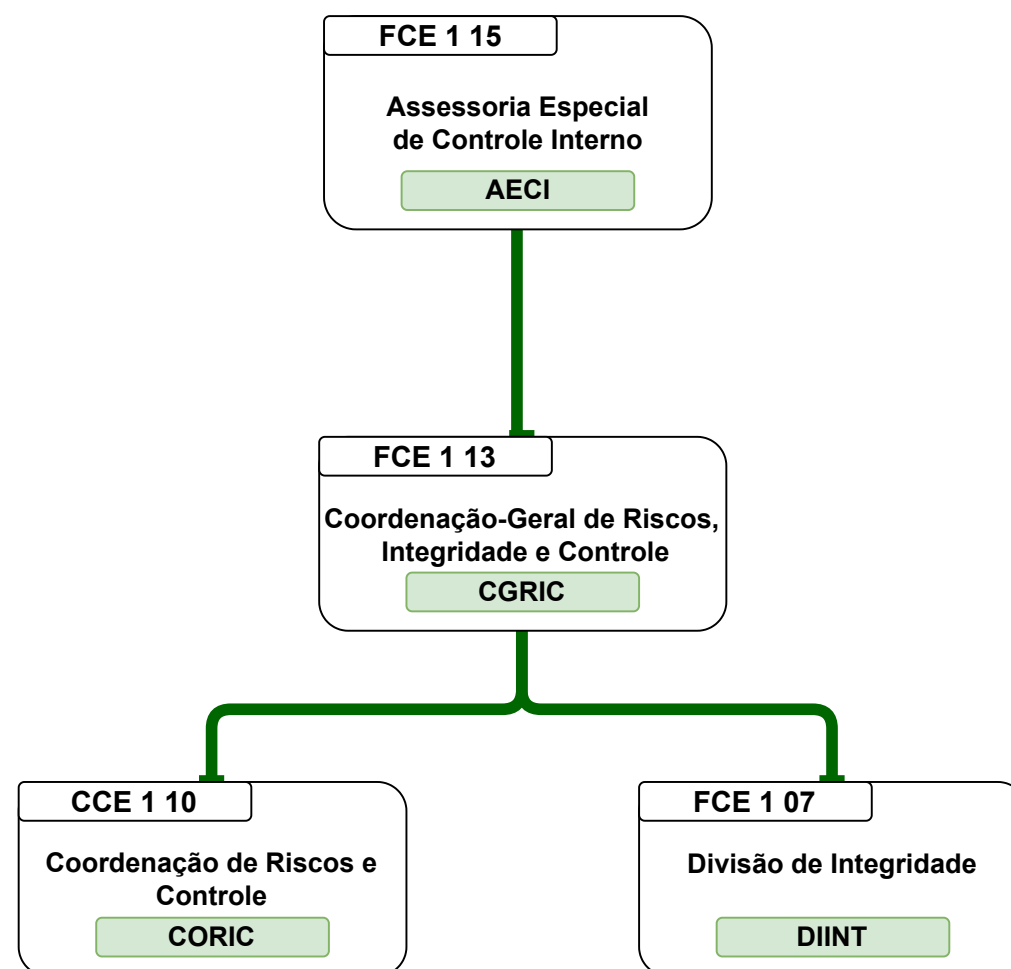 FCE 1 15
Assessoria Especial
de Controle Interno
AECI
FCE 1 13
Coordenação-Geral de Riscos,
Integridade e Controle
CGRIC
CCE 1 10
Coordenação de Riscos e
Controle
CORIC
FCE 1 07
Divisão de Integridade
DIINT